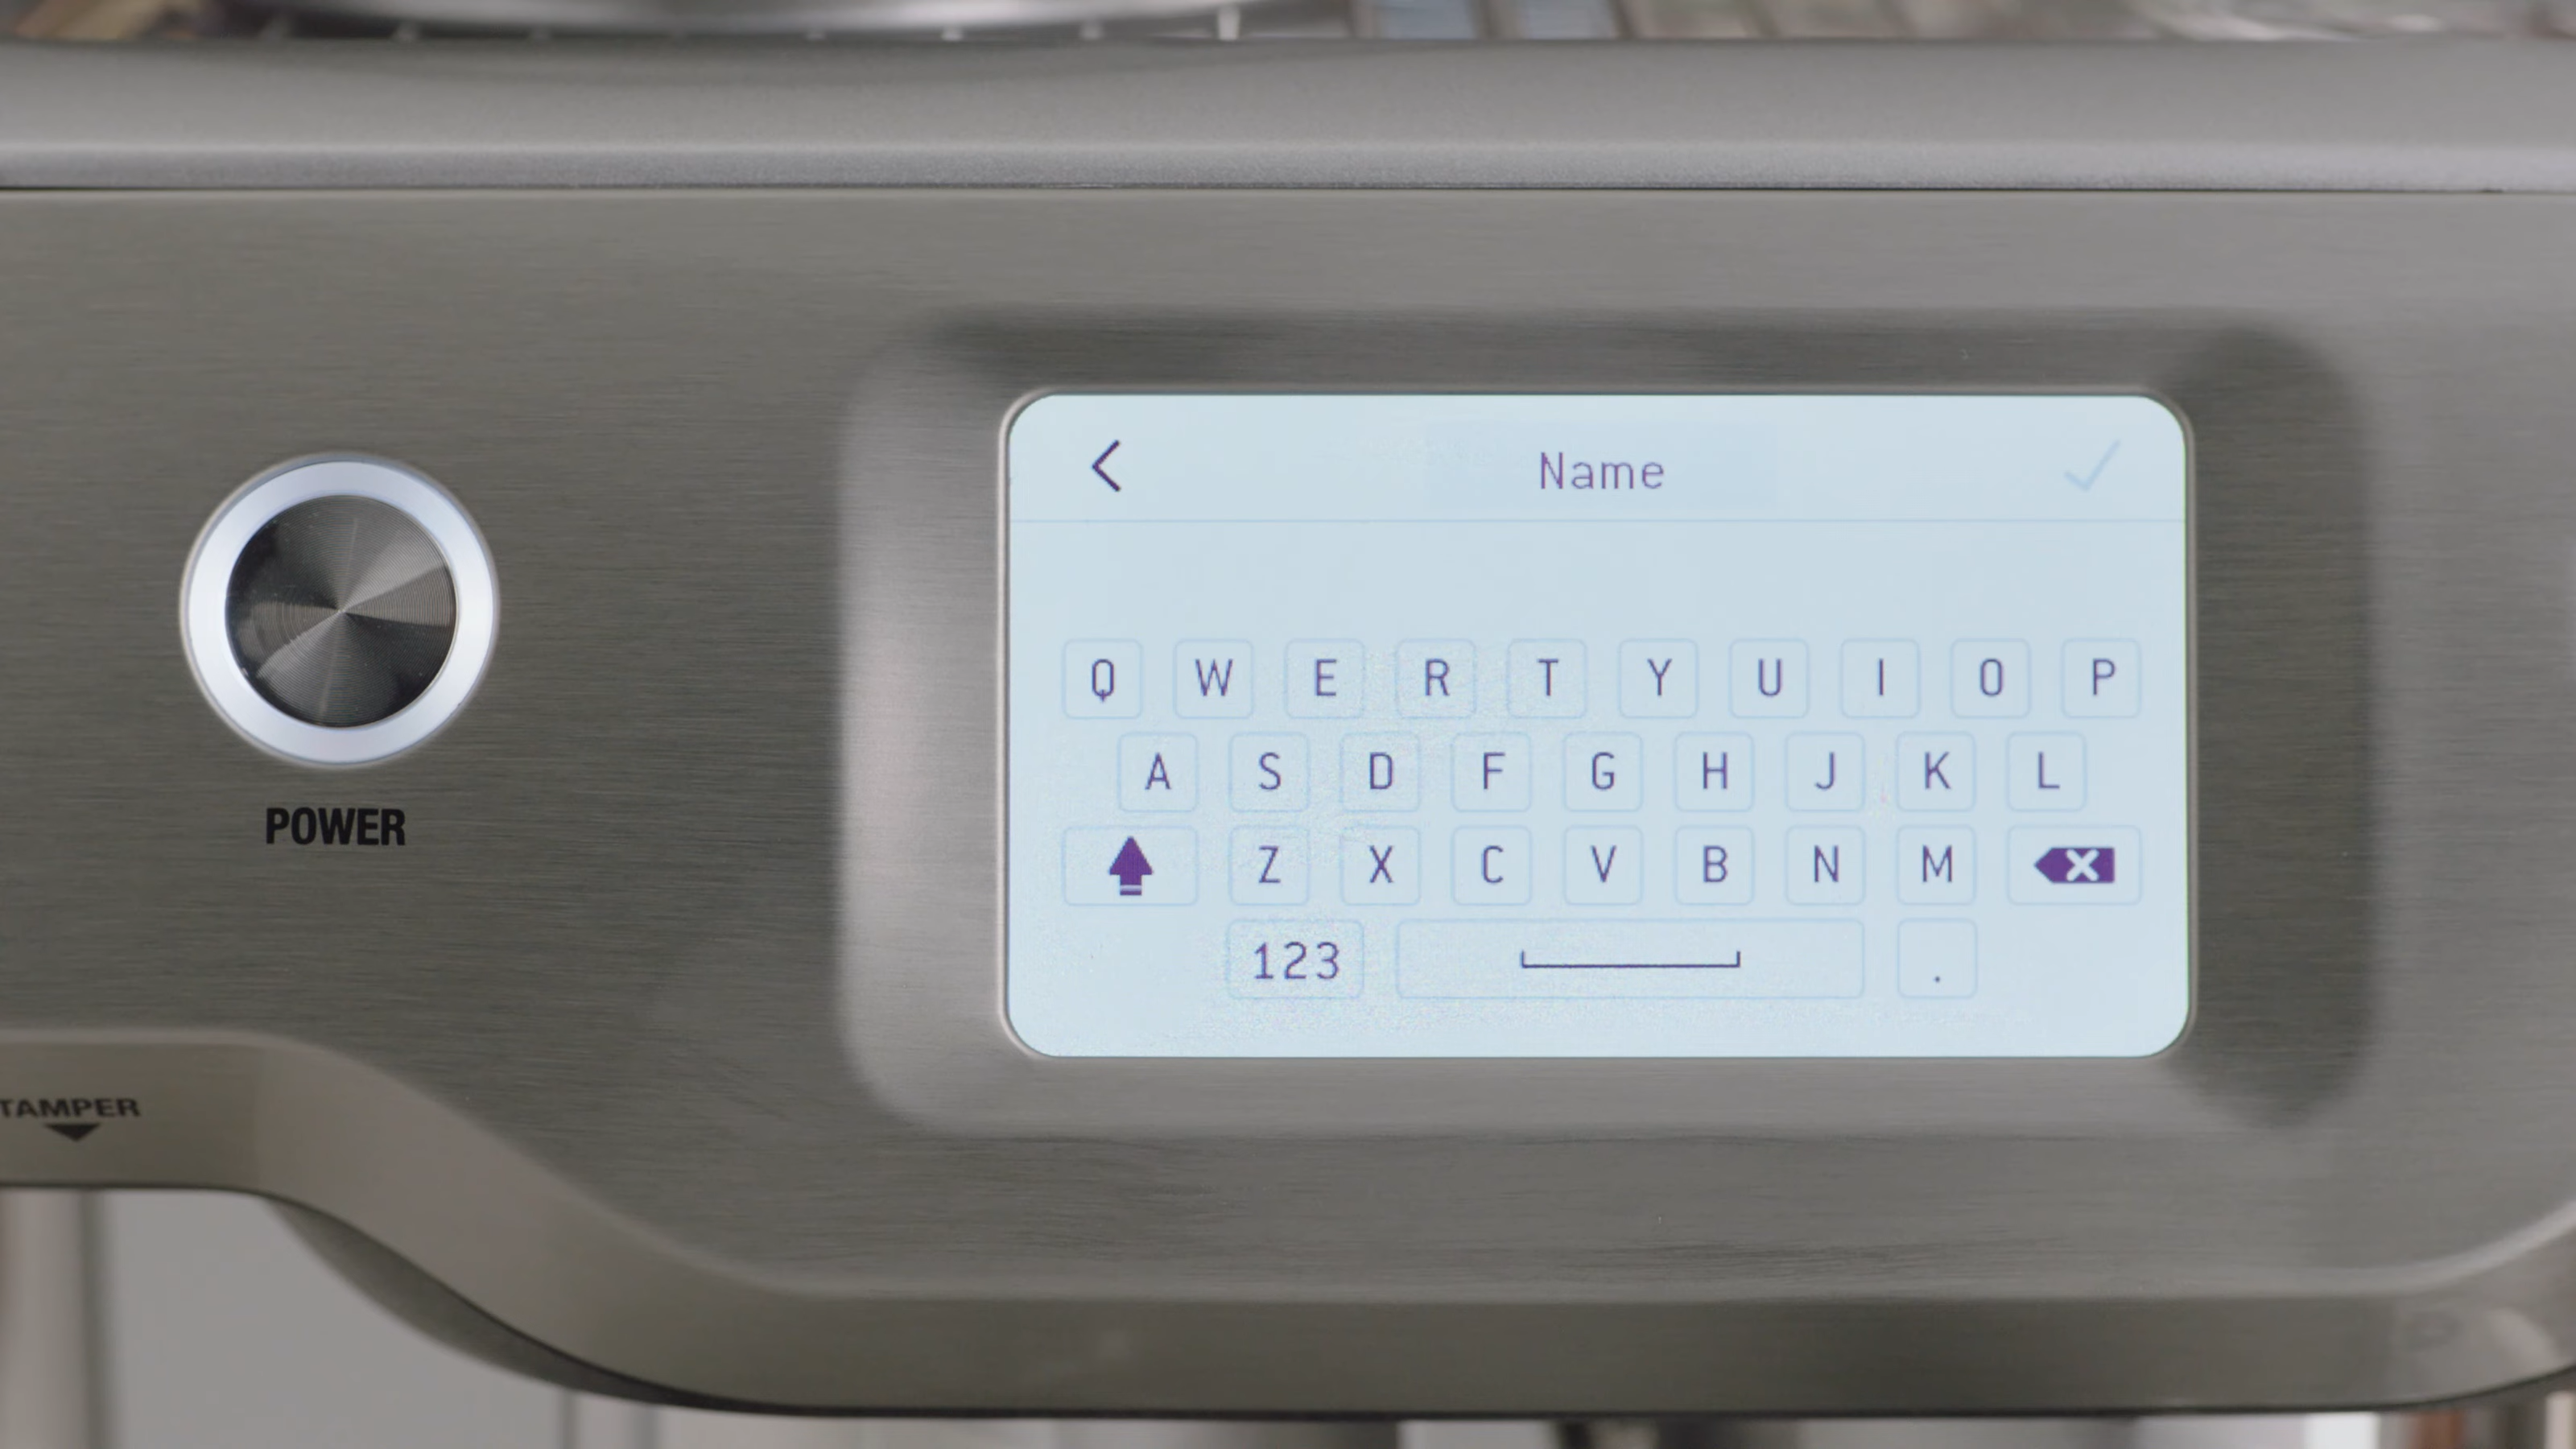 Name
Q W E R T Y U I O P
A S D F G H J K L
Z X C V B N M
123 .
POWER
TAMPER